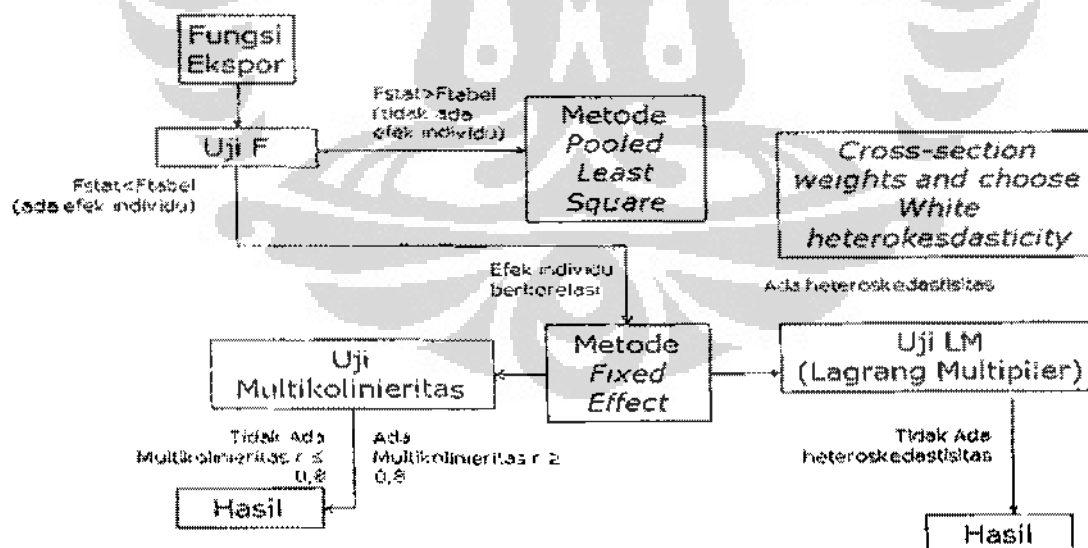 Fungsi
Ekspor
Fstat>Ftabel
(tidak ada
efek individu)
Uji F
Metode
Pooled
Least
Square
Cross-section
weights and choose
White
heterokesdasticity
Fstat<Ftabel
(ada efek individu)
Efek individu
berkorelasi
Ada heteroskedastisitas
Uji
Multikolinieritas
Metode
Fixed
Effect
Uji LM
(Lagrang Multiplier)
Tidak Ada
Multikolinieritas r ≤
0,8
Ada
Multikolinieritas r ≥
0,8
Tidak Ada
heteroskedastisitas
Hasil
Hasil